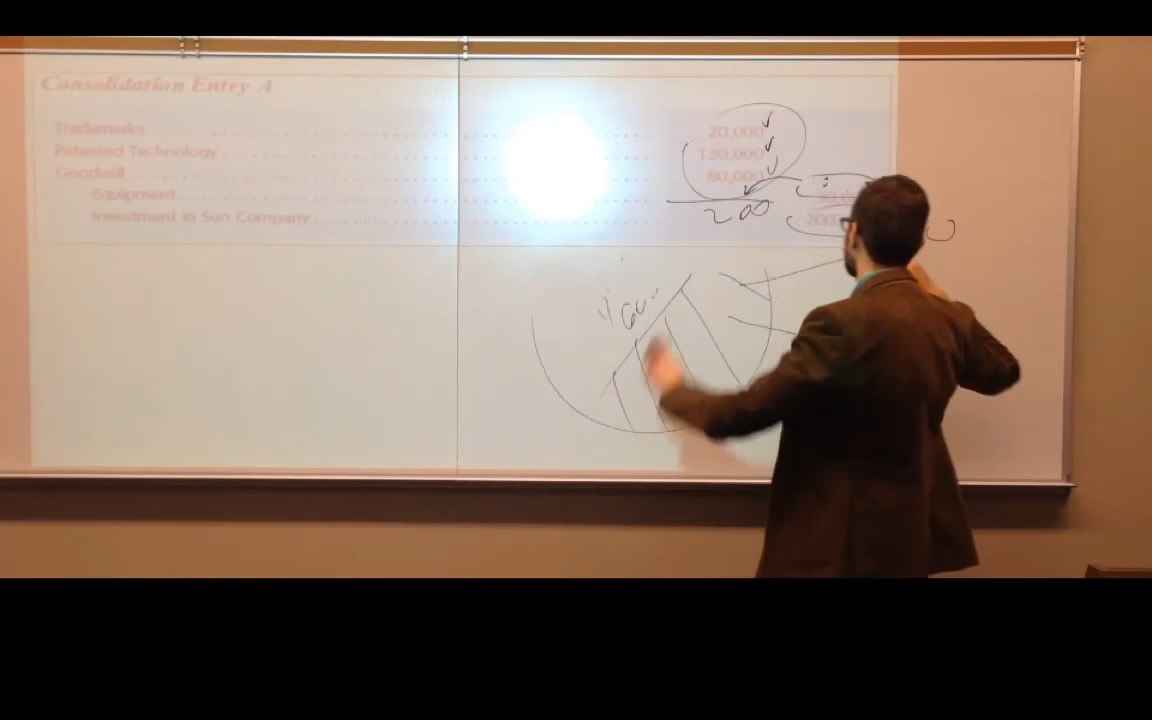 Consolidation Entry A
Trademarks 20,000
Patented Technology 130,000
Goodwill 80,000
Equipment
Investment in Sun Company
200